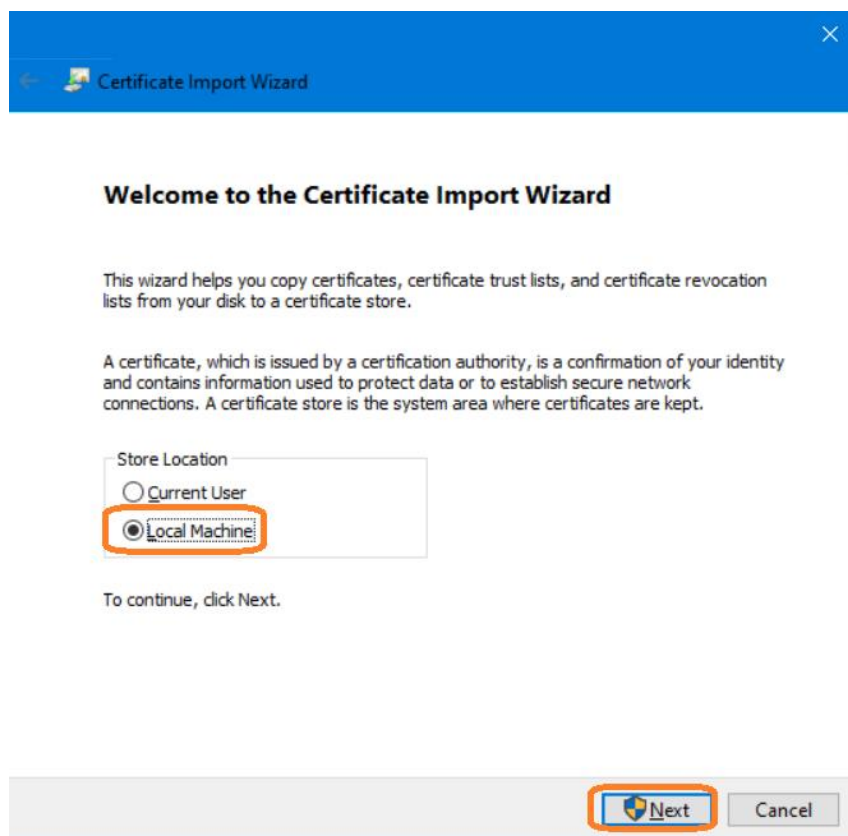 Certificate Import Wizard
Welcome to the Certificate Import Wizard
This wizard helps you copy certificates, certificate trust lists, and certificate revocation
lists from your disk to a certificate store.
A certificate, which is issued by a certification authority, is a confirmation of your identity
and contains information used to protect data or to establish secure network
connections. A certificate store is the system area where certificates are kept.
Store Location
Current User
Local Machine
To continue, click Next.
Next
Cancel